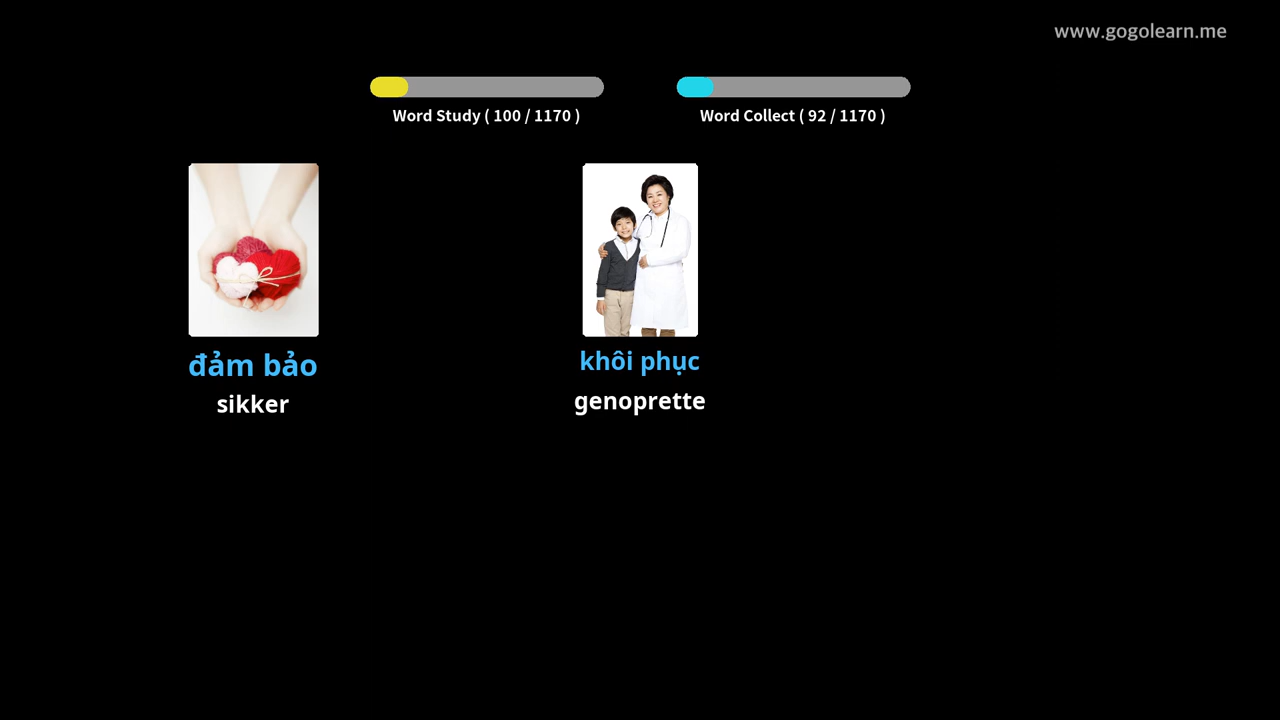 www.gogolearn.me
Word Study ( 100 / 1170 )
Word Collect ( 92 / 1170 )
đảm bảo
sikker
khôi phục
genoprette